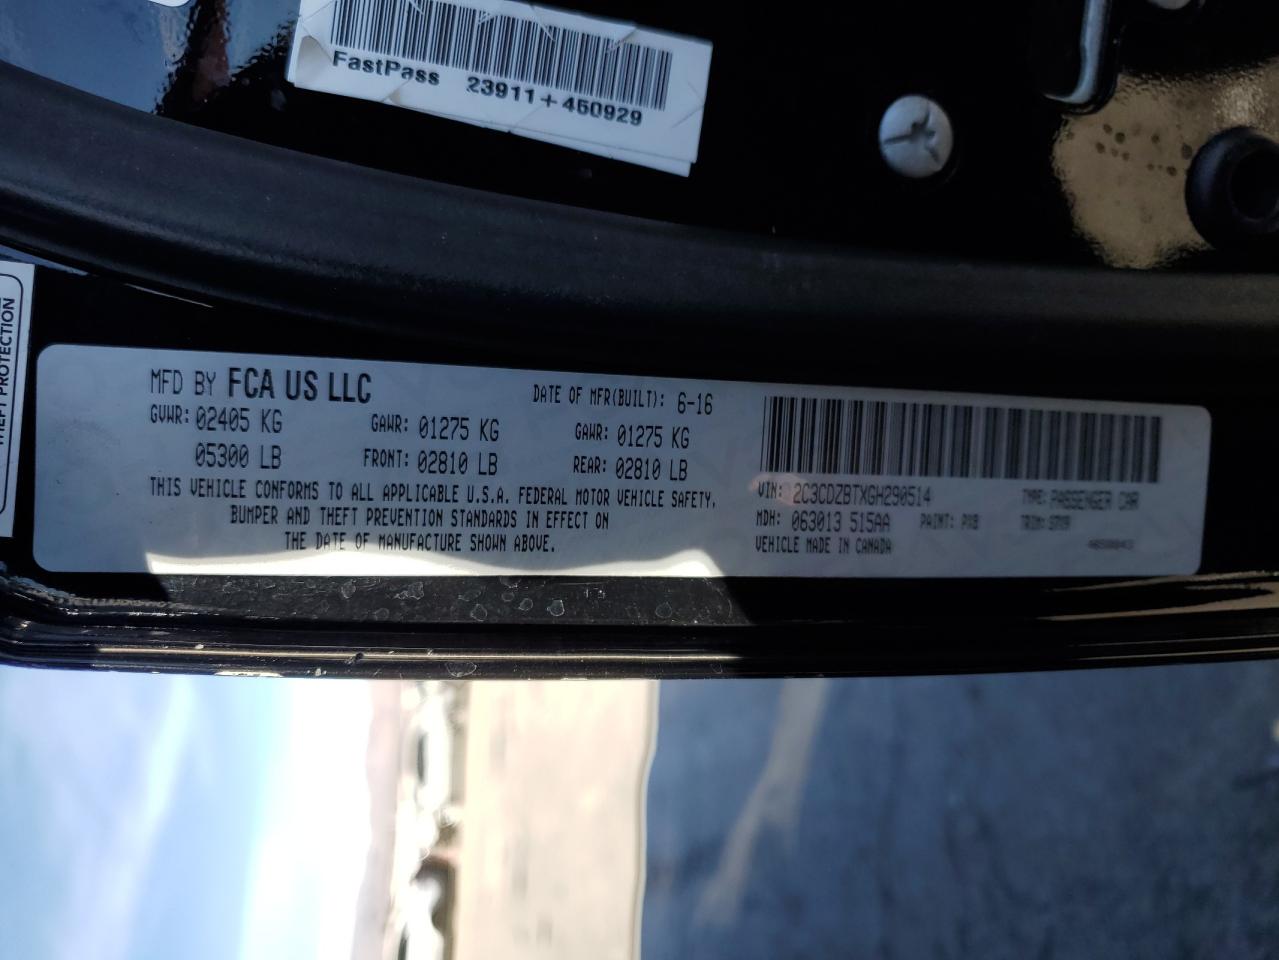 FastPass 23911+450929
THEFT PROTECTION
MFD BY FCA US LLC
DATE OF MFR(BUILT): 6-16
GVWR: 02405 KG GAWR: 01275 KG GAWR: 01275 KG
05300 LB FRONT: 02810 LB REAR: 02810 LB
THIS VEHICLE CONFORMS TO ALL APPLICABLE U.S.A. FEDERAL MOTOR VEHICLE SAFETY,
BUMPER AND THEFT PREVENTION STANDARDS IN EFFECT ON
THE DATE OF MANUFACTURE SHOWN ABOVE.
VIN: 2C3CDZBTXGH290514 TYPE: PASSENGER CAR
MDH: 063013 515AA PAINT: PX8 TRIM:
VEHICLE MADE IN CANADA